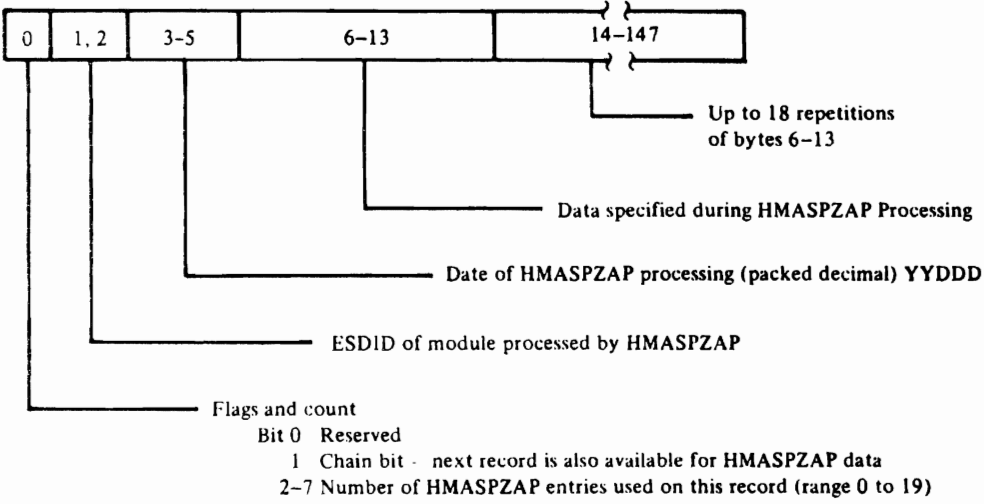 0 1, 2 3-5 6-13 14-147
Up to 18 repetitions
of bytes 6-13
Data specified during HMASPZAP Processing
Date of HMASPZAP processing (packed decimal) YYDDD
ESDID of module processed by HMASPZAP
Flags and count
Bit 0 Reserved
1 Chain bit - next record is also available for HMASPZAP data
2-7 Number of HMASPZAP entries used on this record (range 0 to 19)